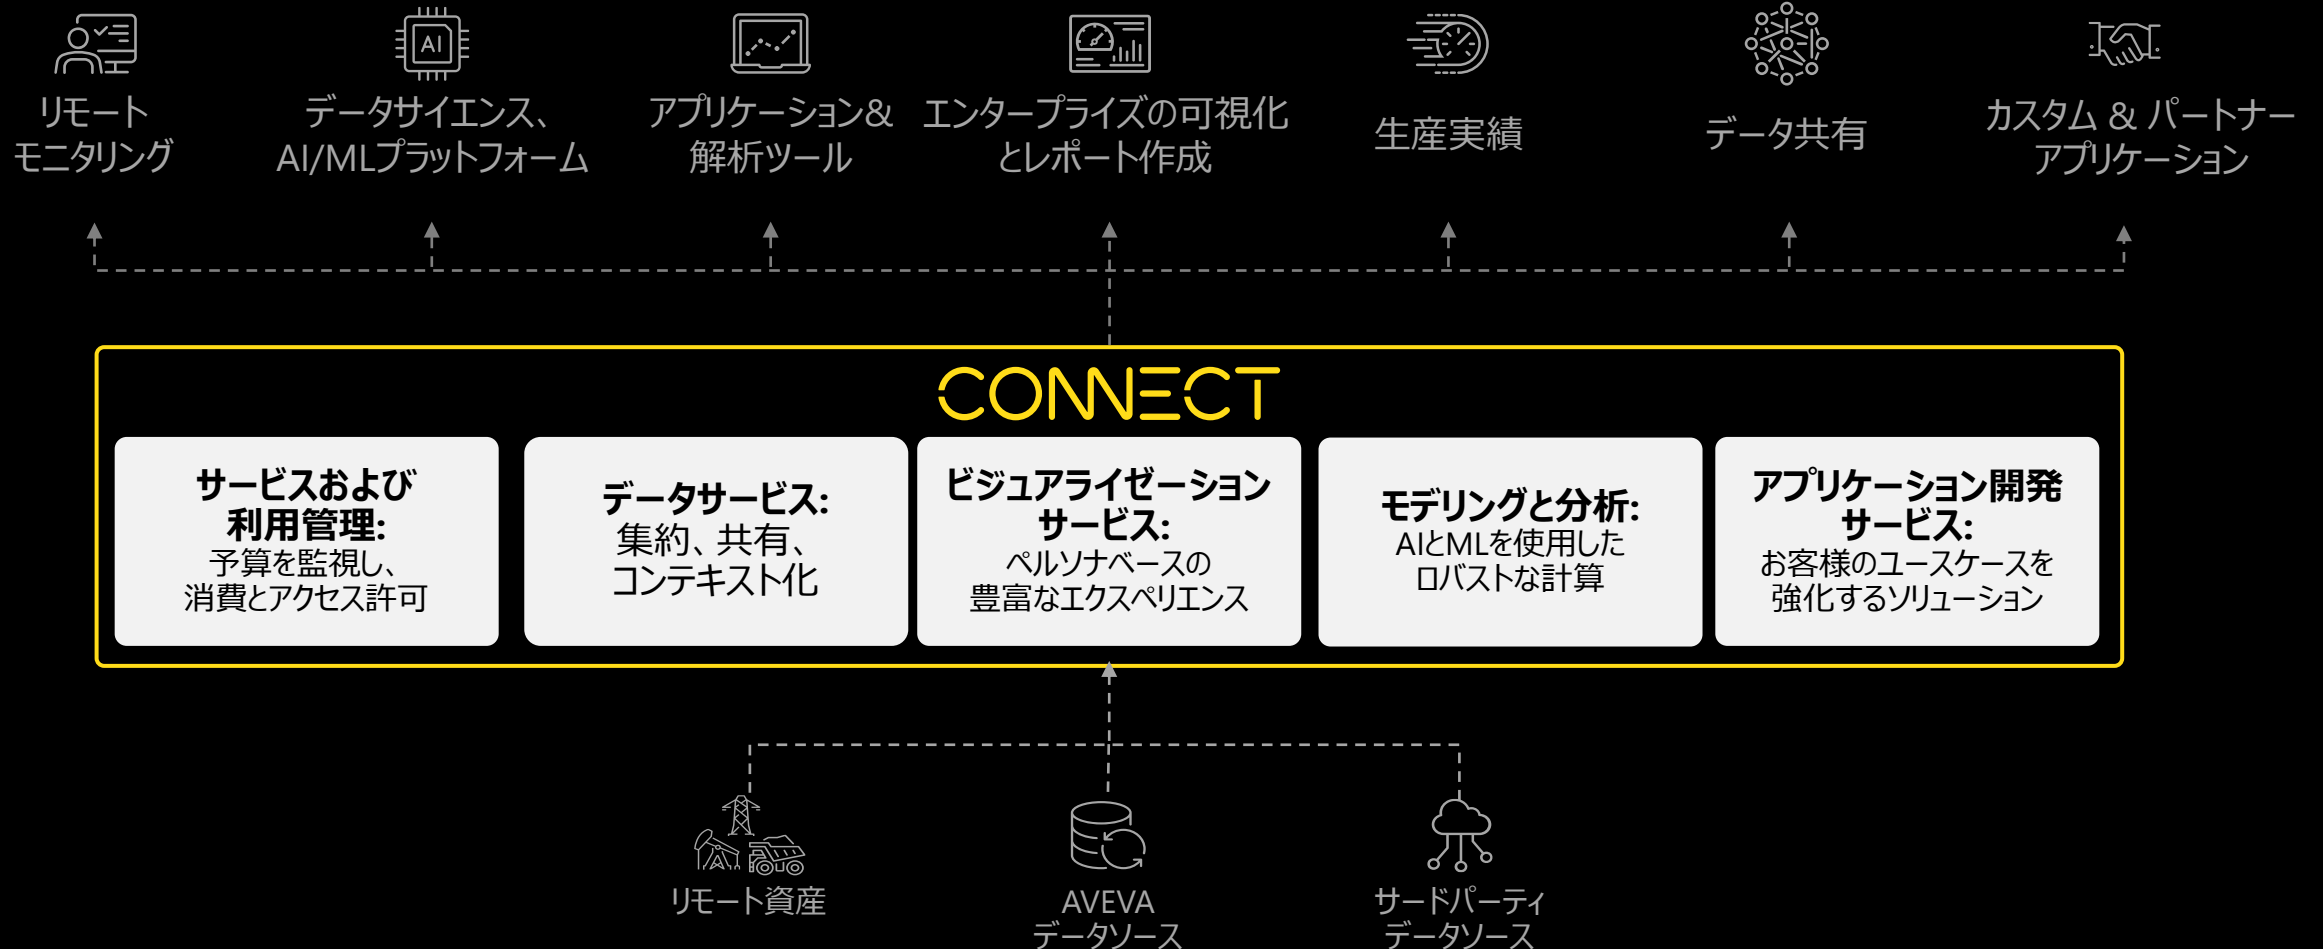 リモート
モニタリング
データサイエンス、
AI/MLプラットフォーム
アプリケーション&
解析ツール
エンタープライズの可視化
とレポート作成
生産実績
データ共有
カスタム & パートナー
アプリケーション
AI
CONNECT
サービスおよび
利用管理:
予算を監視し、
消費とアクセス許可
データサービス:
集約、共有、
コンテキスト化
ビジュアライゼーション
サービス:
ペルソナベースの
豊富なエクスペリエンス
モデリングと分析:
AIとMLを使用した
ロバストな計算
アプリケーション開発
サービス:
お客様のユースケースを
強化するソリューション
リモート資産
AVEVA
データソース
サードパーティ
データソース